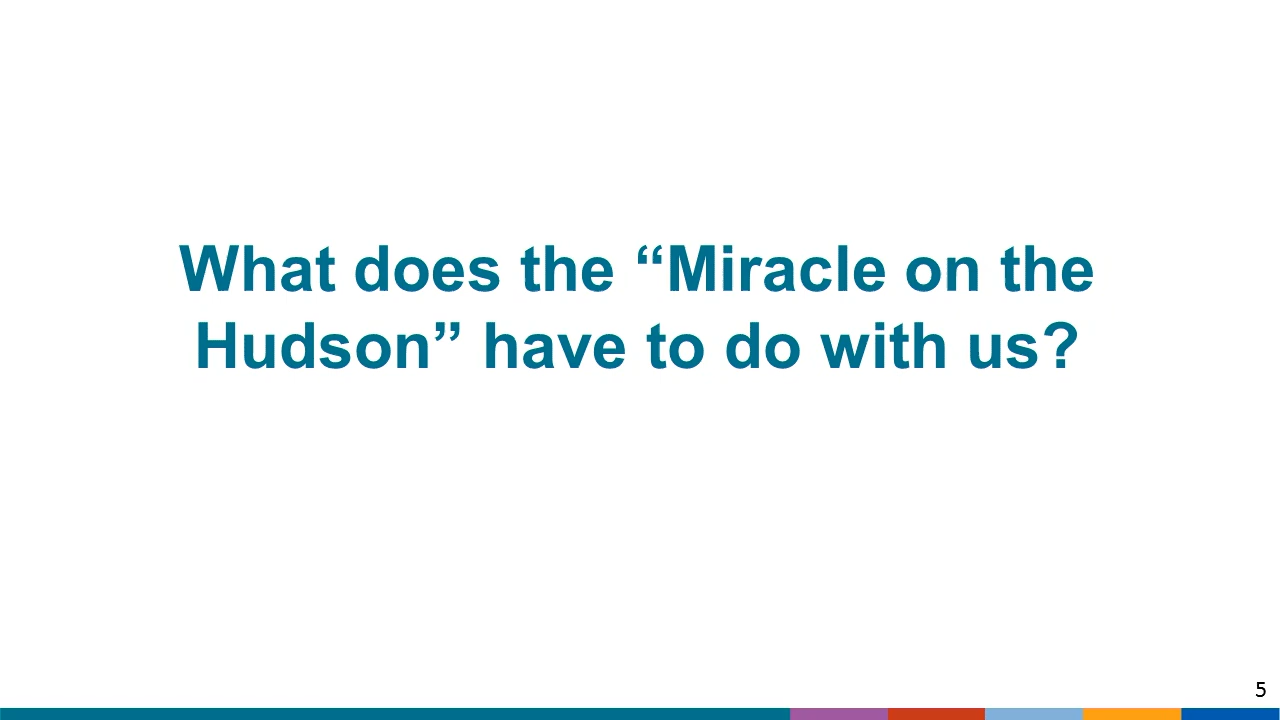 What does the “Miracle on the
Hudson” have to do with us?
5